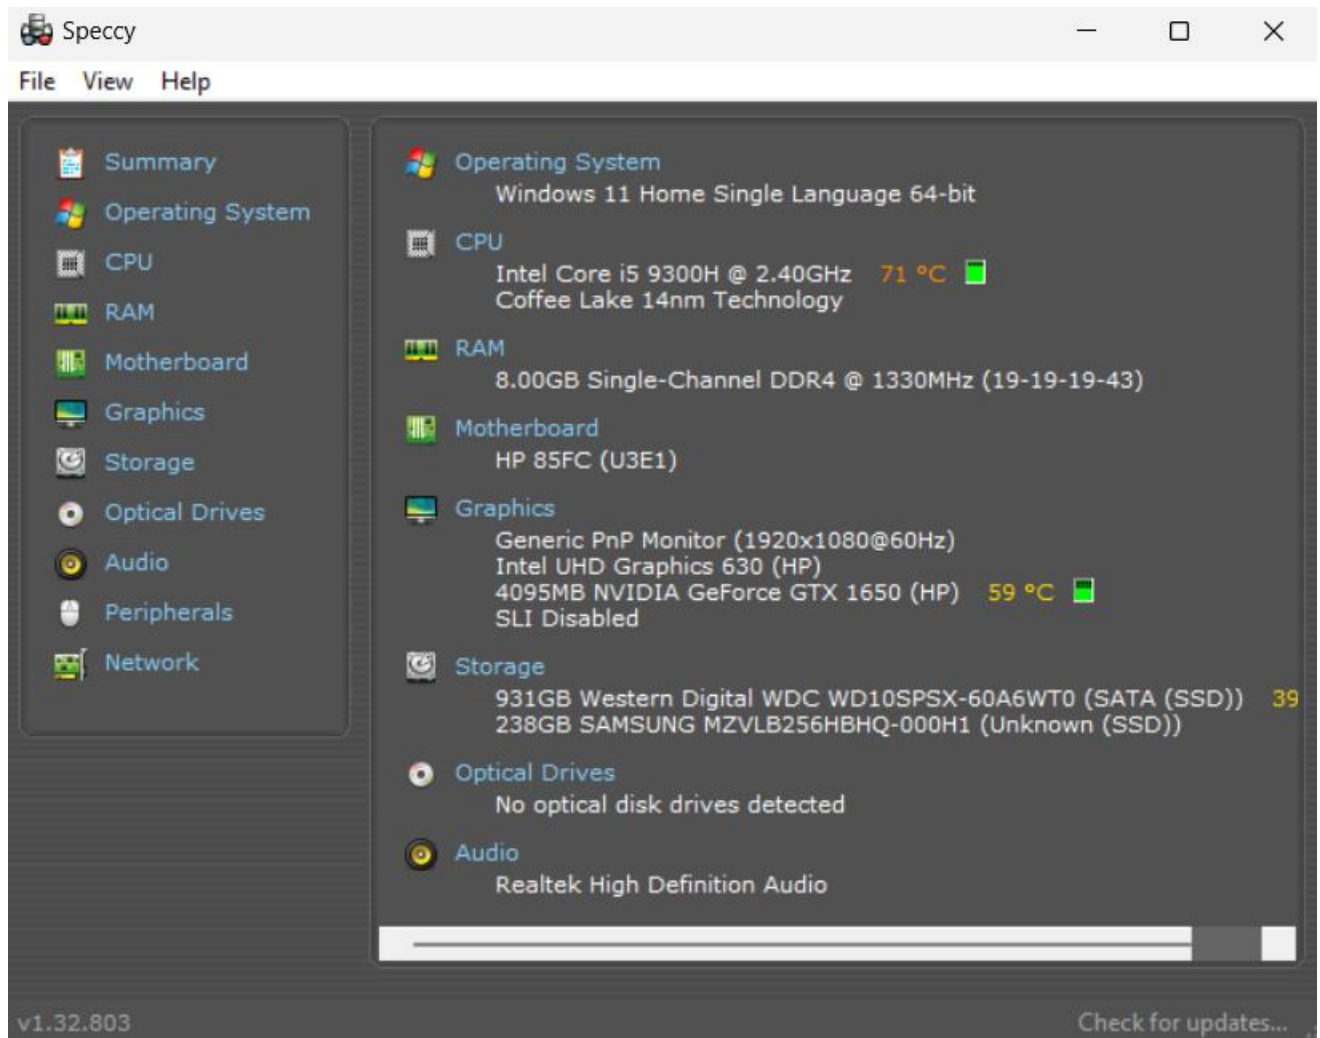 Speccy
File View Help
Summary
Operating System
CPU
RAM
Motherboard
Graphics
Storage
Optical Drives
Audio
Peripherals
Network
Operating System
Windows 11 Home Single Language 64-bit
CPU
Intel Core i5 9300H @ 2.40GHz 71 °C
Coffee Lake 14nm Technology
RAM
8.00GB Single-Channel DDR4 @ 1330MHz (19-19-19-43)
Motherboard
HP 85FC (U3E1)
Graphics
Generic PnP Monitor (1920x1080@60Hz)
Intel UHD Graphics 630 (HP)
4095MB NVIDIA GeForce GTX 1650 (HP) 59 °C
SLI Disabled
Storage
931GB Western Digital WDC WD10SPSX-60A6WT0 (SATA (SSD)) 39
238GB SAMSUNG MZVLB256HBHQ-000H1 (Unknown (SSD))
Optical Drives
No optical disk drives detected
Audio
Realtek High Definition Audio
v1.32.803
Check for updates...